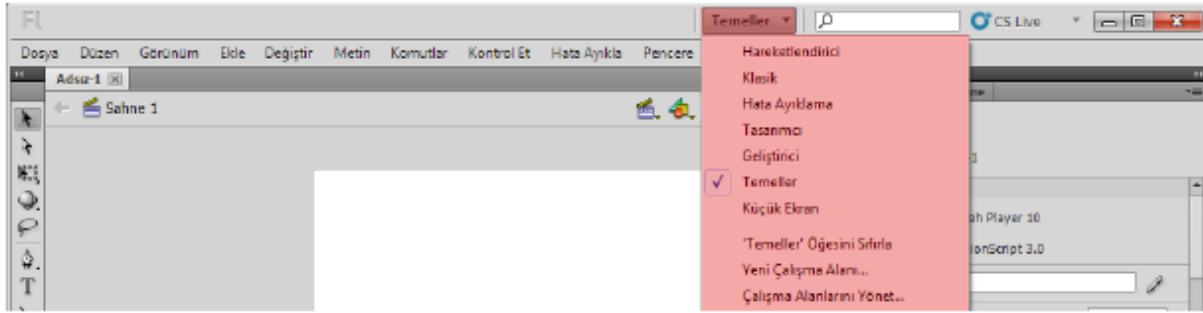 Fl
Temeller
CS Live
Dosya Düzen Görünüm Ekle Değiştir Metin Komutlar Kontrol Et Hata Ayıkla Pencere
Adsız-1
Sahne 1
Hareketlendirici
Klasik
Hata Ayıklama
Tasarımcı
Geliştirici
Temeller
Küçük Ekran
'Temeller' Öğesini Sıfırla
Yeni Çalışma Alanı...
Çalışma Alanlarını Yönet...
Player 10
3.0
T